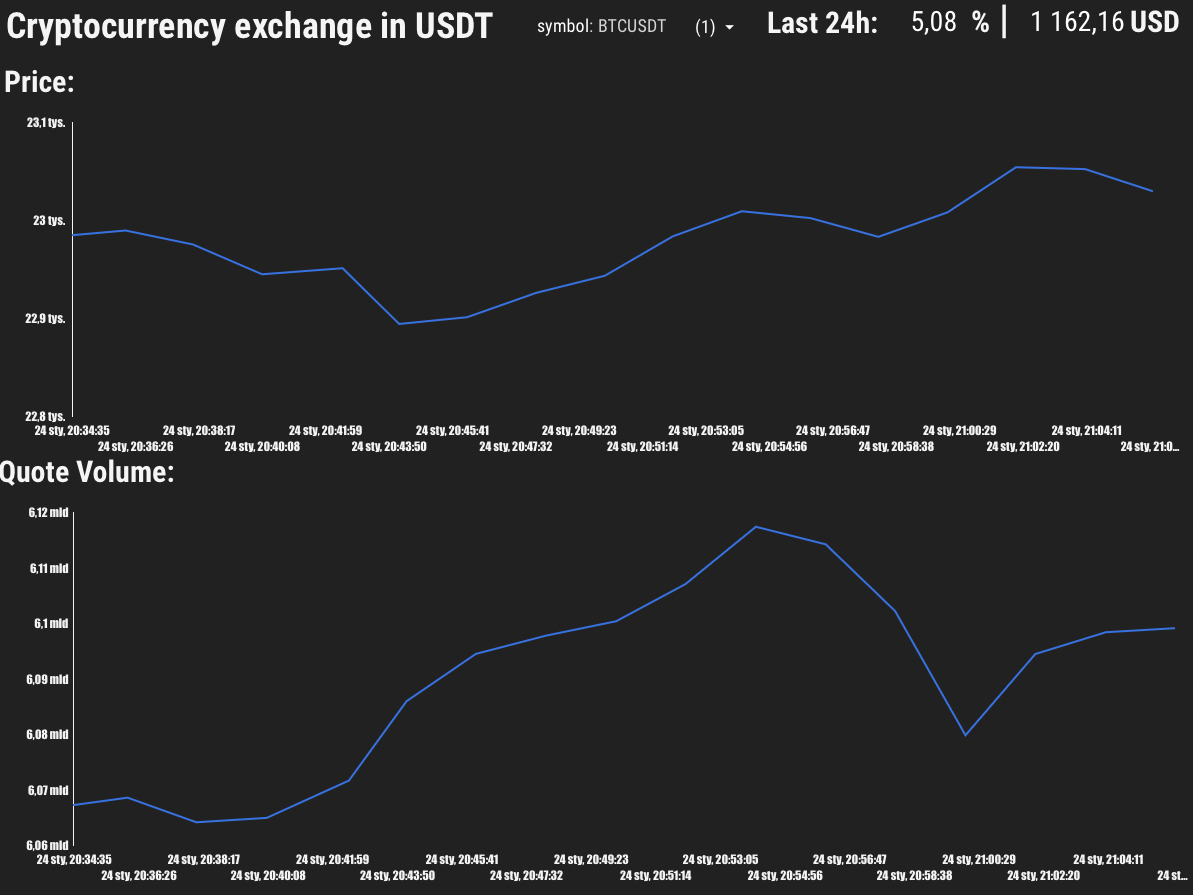 Cryptocurrency exchange in USDT symbol: BTCUSDT (1) Last 24h: 5,08 % | 1 162,16 USD
Price:
23,1 tys.
23 tys.
22,9 tys.
22,8 tys.
24 sty, 20:34:35 24 sty, 20:38:17 24 sty, 20:41:59 24 sty, 20:45:41 24 sty, 20:49:23 24 sty, 20:53:05 24 sty, 20:56:47 24 sty, 21:00:29 24 sty, 21:04:11
24 sty, 20:36:26 24 sty, 20:40:08 24 sty, 20:43:50 24 sty, 20:47:32 24 sty, 20:51:14 24 sty, 20:54:56 24 sty, 20:58:38 24 sty, 21:02:20 24 sty, 21:0...
Quote Volume:
6,12 mld
6,11 mld
6,1 mld
6,09 mld
6,08 mld
6,07 mld
6,06 mld
24 sty, 20:34:35 24 sty, 20:38:17 24 sty, 20:41:59 24 sty, 20:45:41 24 sty, 20:49:23 24 sty, 20:53:05 24 sty, 20:56:47 24 sty, 21:00:29 24 sty, 21:04:11
24 sty, 20:36:26 24 sty, 20:40:08 24 sty, 20:43:50 24 sty, 20:47:32 24 sty, 20:51:14 24 sty, 20:54:56 24 sty, 20:58:38 24 sty, 21:02:20 24 st...